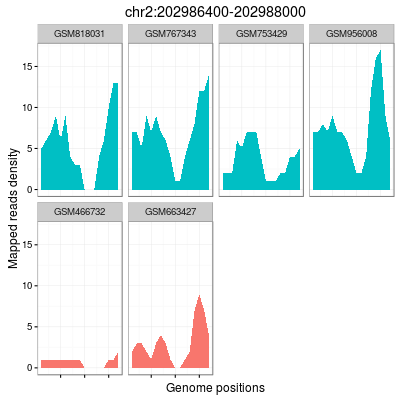 chr2:202986400-202988000
GSM818031 GSM767343 GSM753429 GSM956008
15
10
5
0
Mapped reads density
GSM466732 GSM663427
15
10
5
0
Genome positions